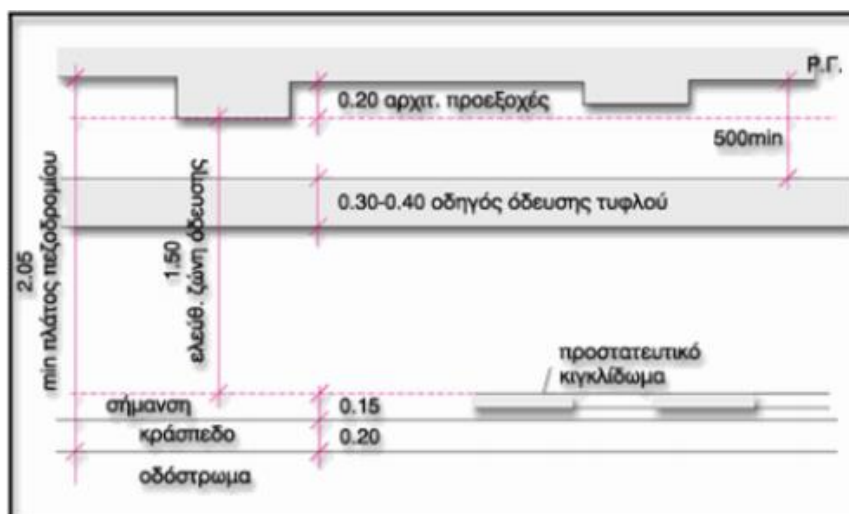 Ρ.Γ.
0.20 αρχιτ. προεξοχές
500min
0.30-0.40 οδηγός όδευσης τυφλού
2.05
min πλάτος πεζοδρομίου
1.50
ελεύθ. ζώνη όδευσης
προστατευτικό
κιγκλίδωμα
σήμανση 0.15
κράσπεδο 0.20
οδόστρωμα